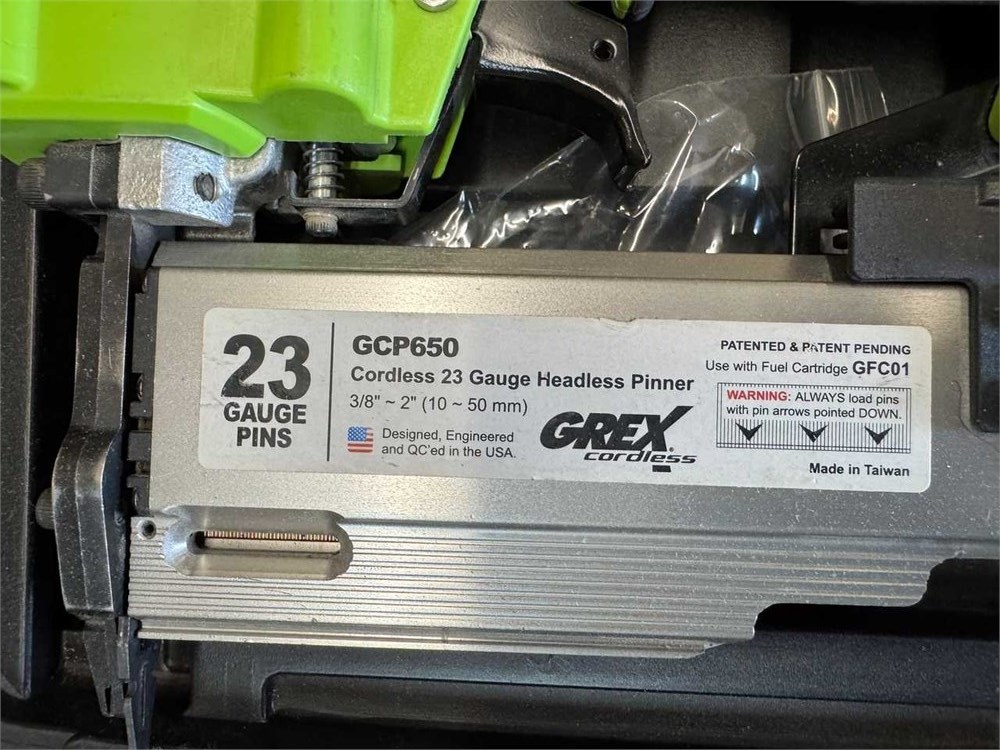 23
GAUGE
PINS
GCP650
Cordless 23 Gauge Headless Pinner
3/8" ~ 2" (10 ~ 50 mm)
Designed, Engineered
and QC'ed in the USA.
GREX
cordless
PATENTED & PATENT PENDING
Use with Fuel Cartridge GFC01
WARNING: ALWAYS load pins
with pin arrows pointed DOWN.
Made in Taiwan